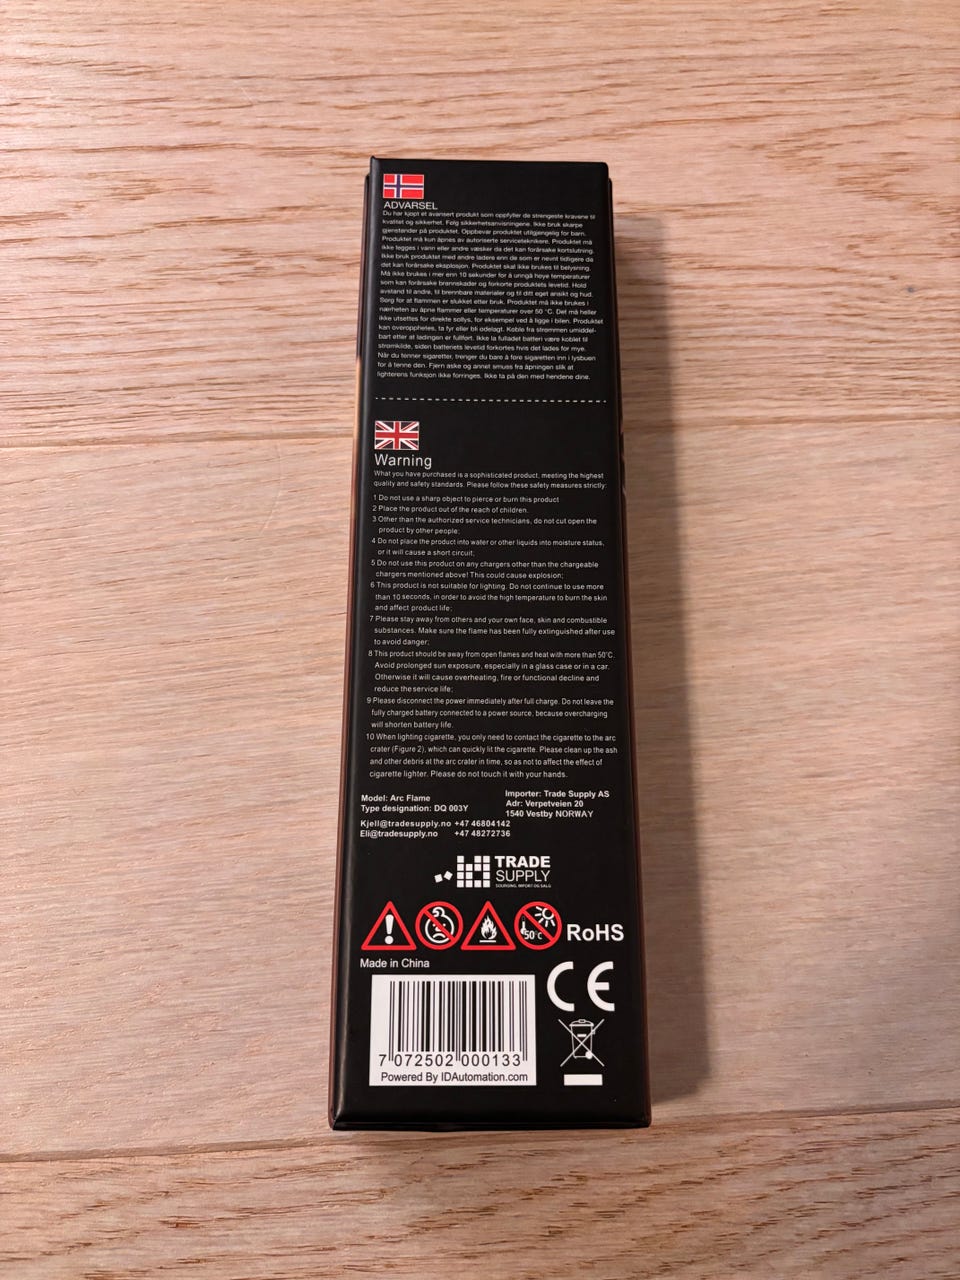 ADVARSEL
Du har kjøpt et avansert produkt som oppfyller de strengeste kravene til
kvalitet og sikkerhet. Følg sikkerhetsanvisningene. Ikke bruk skarpe
gjenstander på produktet. Oppbevar produktet utilgjengelig for barn.
Produktet må kun åpnes av autoriserte serviceteknikere. Produktet må
ikke legges i vann eller andre væsker da det kan forårsake kortslutning.
Ikke bruk produktet med andre ladere enn de som er nevnt tidligere da
det kan forårsake eksplosjon. Produktet skal ikke brukes til belysning.
Må ikke brukes i mer enn 10 sekunder for å unngå høye temperaturer
som kan forårsake brannskader og forkorte produktets levetid. Hold
avstand til andre, til brennbare materialer og til ditt eget ansikt og hud.
Sørg for at flammen er slukket etter bruk. Produktet må ikke brukes i
nærheten av åpne flammer eller temperaturer over 50 °C. Det må heller
ikke utsettes for direkte sollys, for eksempel ved å ligge i bilen. Produktet
kan overopphetes, ta fyr eller bli ødelagt. Koble fra strømmen umiddel-
bart etter at ladingen er fullført. Ikke la fulladet batteri være koblet til
strømkilde, siden batteriets levetid forkortes hvis det lades for mye.
Når du tenner sigaretter, trenger du bare å føre sigaretten inn i lysbuen
for å tenne den. Fjern aske og annet smuss fra åpningen slik at
lighterens funksjon ikke forringes. Ikke ta på den med hendene dine.
Warning
What you have purchased is a sophisticated product, meeting the highest
quality and safety standards. Please follow these safety measures strictly:
1 Do not use a sharp object to pierce or burn this product
2 Place the product out of the reach of children.
3 Other than the authorized service technicians, do not cut open the
product by other people;
4 Do not place the product into water or other liquids into moisture status,
or it will cause a short circuit;
5 Do not use this product on any chargers other than the chargeable
chargers mentioned above! This could cause explosion;
6 This product is not suitable for lighting. Do not continue to use more
than 10 seconds, in order to avoid the high temperature to burn the skin
and affect product life;
7 Please stay away from others and your own face, skin and combustible
substances. Make sure the flame has been fully extinguished after use
to avoid danger;
8 This product should be away from open flames and heat with more than 50°C.
Avoid prolonged sun exposure, especially in a glass case or in a car.
Otherwise it will cause overheating, fire or functional decline and
reduce the service life;
9 Please disconnect the power immediately after full charge. Do not leave the
fully charged battery connected to a power source, because overcharging
will shorten battery life.
10 When lighting cigarette, you only need to contact the cigarette to the arc
crater (Figure 2), which can quickly lit the cigarette. Please clean up the ash
and other debris at the arc crater in time, so as not to affect the effect of
cigarette lighter. Please do not touch it with your hands.
Model: Arc Flame
Type designation: DQ 003Y
Kjell@tradesupply.no +47 46804142
Eli@tradesupply.no +47 48272736
Importer: Trade Supply AS
Adr: Verpetveien 20
1540 Vestby NORWAY
TRADE
SUPPLY
SOURCING, IMPORT OG SALG
50°C
RoHS
Made in China
CE
7 072502 000133
Powered By IDAutomation.com